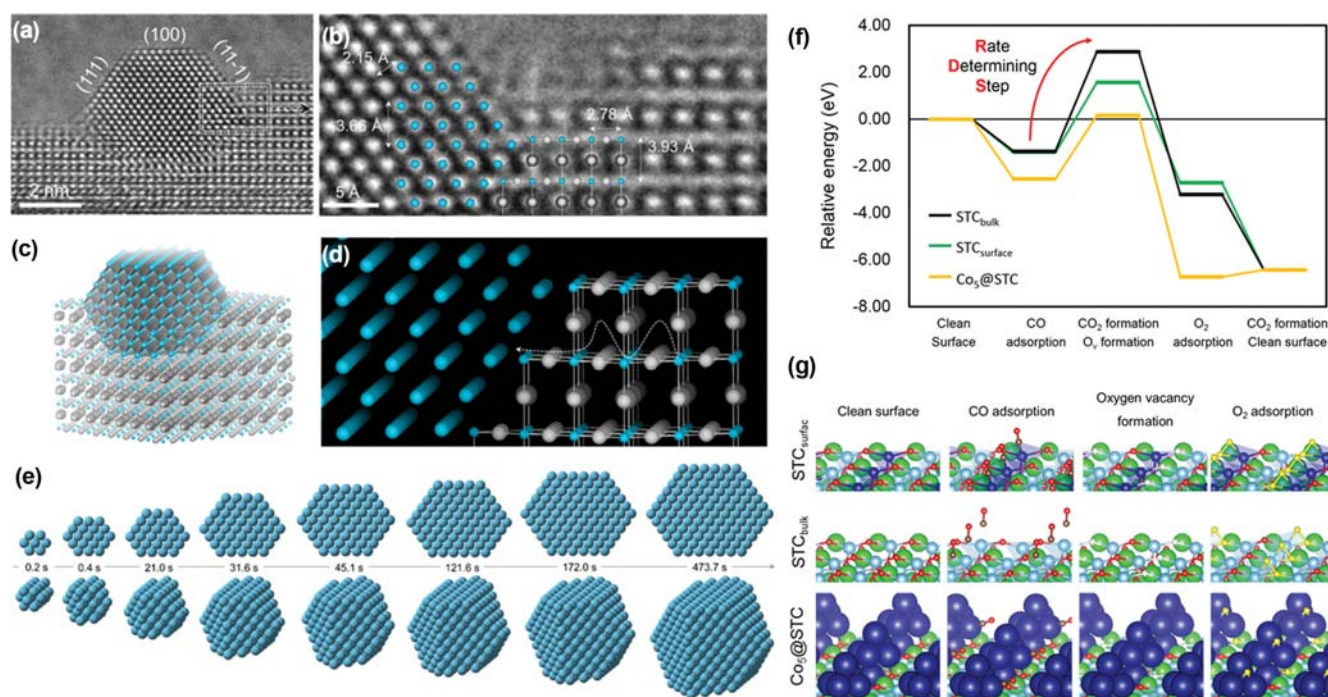 (a)
(100)
(111)
(11-1)
2 nm
(b)
2.15 Å
3.66 Å
2.78 Å
3.93 Å
5 Å
(c)
(d)
(e)
0.2 s
0.4 s
21.0 s
31.6 s
45.1 s
121.6 s
172.0 s
473.7 s
(f)
Relative energy (eV)
4.00
2.00
0.00
-2.00
-4.00
-6.00
-8.00
Rate
Determining
Step
STCbulk
STCsurface
Co5@STC
Clean
Surface
CO
adsorption
CO2 formation
Ov formation
O2
adsorption
CO2 formation
Clean surface
(g)
Clean surface
CO adsorption
Oxygen vacancy
formation
O2 adsorption
STCsurfac
STCbulk
Co5@STC